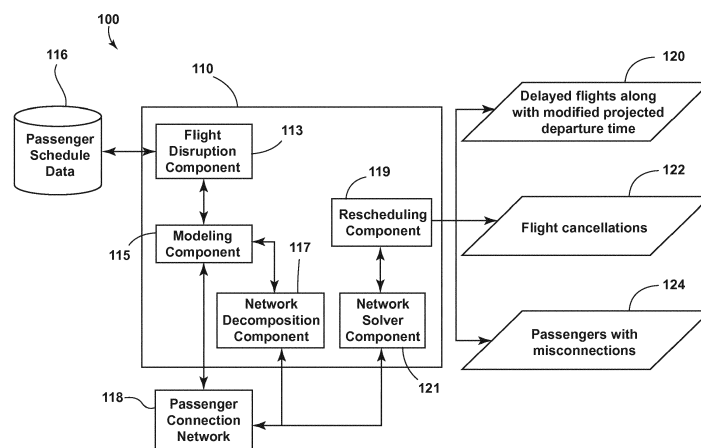 100
116
110
120
Passenger
Schedule
Data
Flight
Disruption
Component
113
Delayed flights along
with modified projected
departure time
119
122
Rescheduling
Component
Flight cancellations
115
Modeling
Component
117
124
Network
Decomposition
Component
Network
Solver
Component
Passengers with
misconnections
121
118
Passenger
Connection
Network